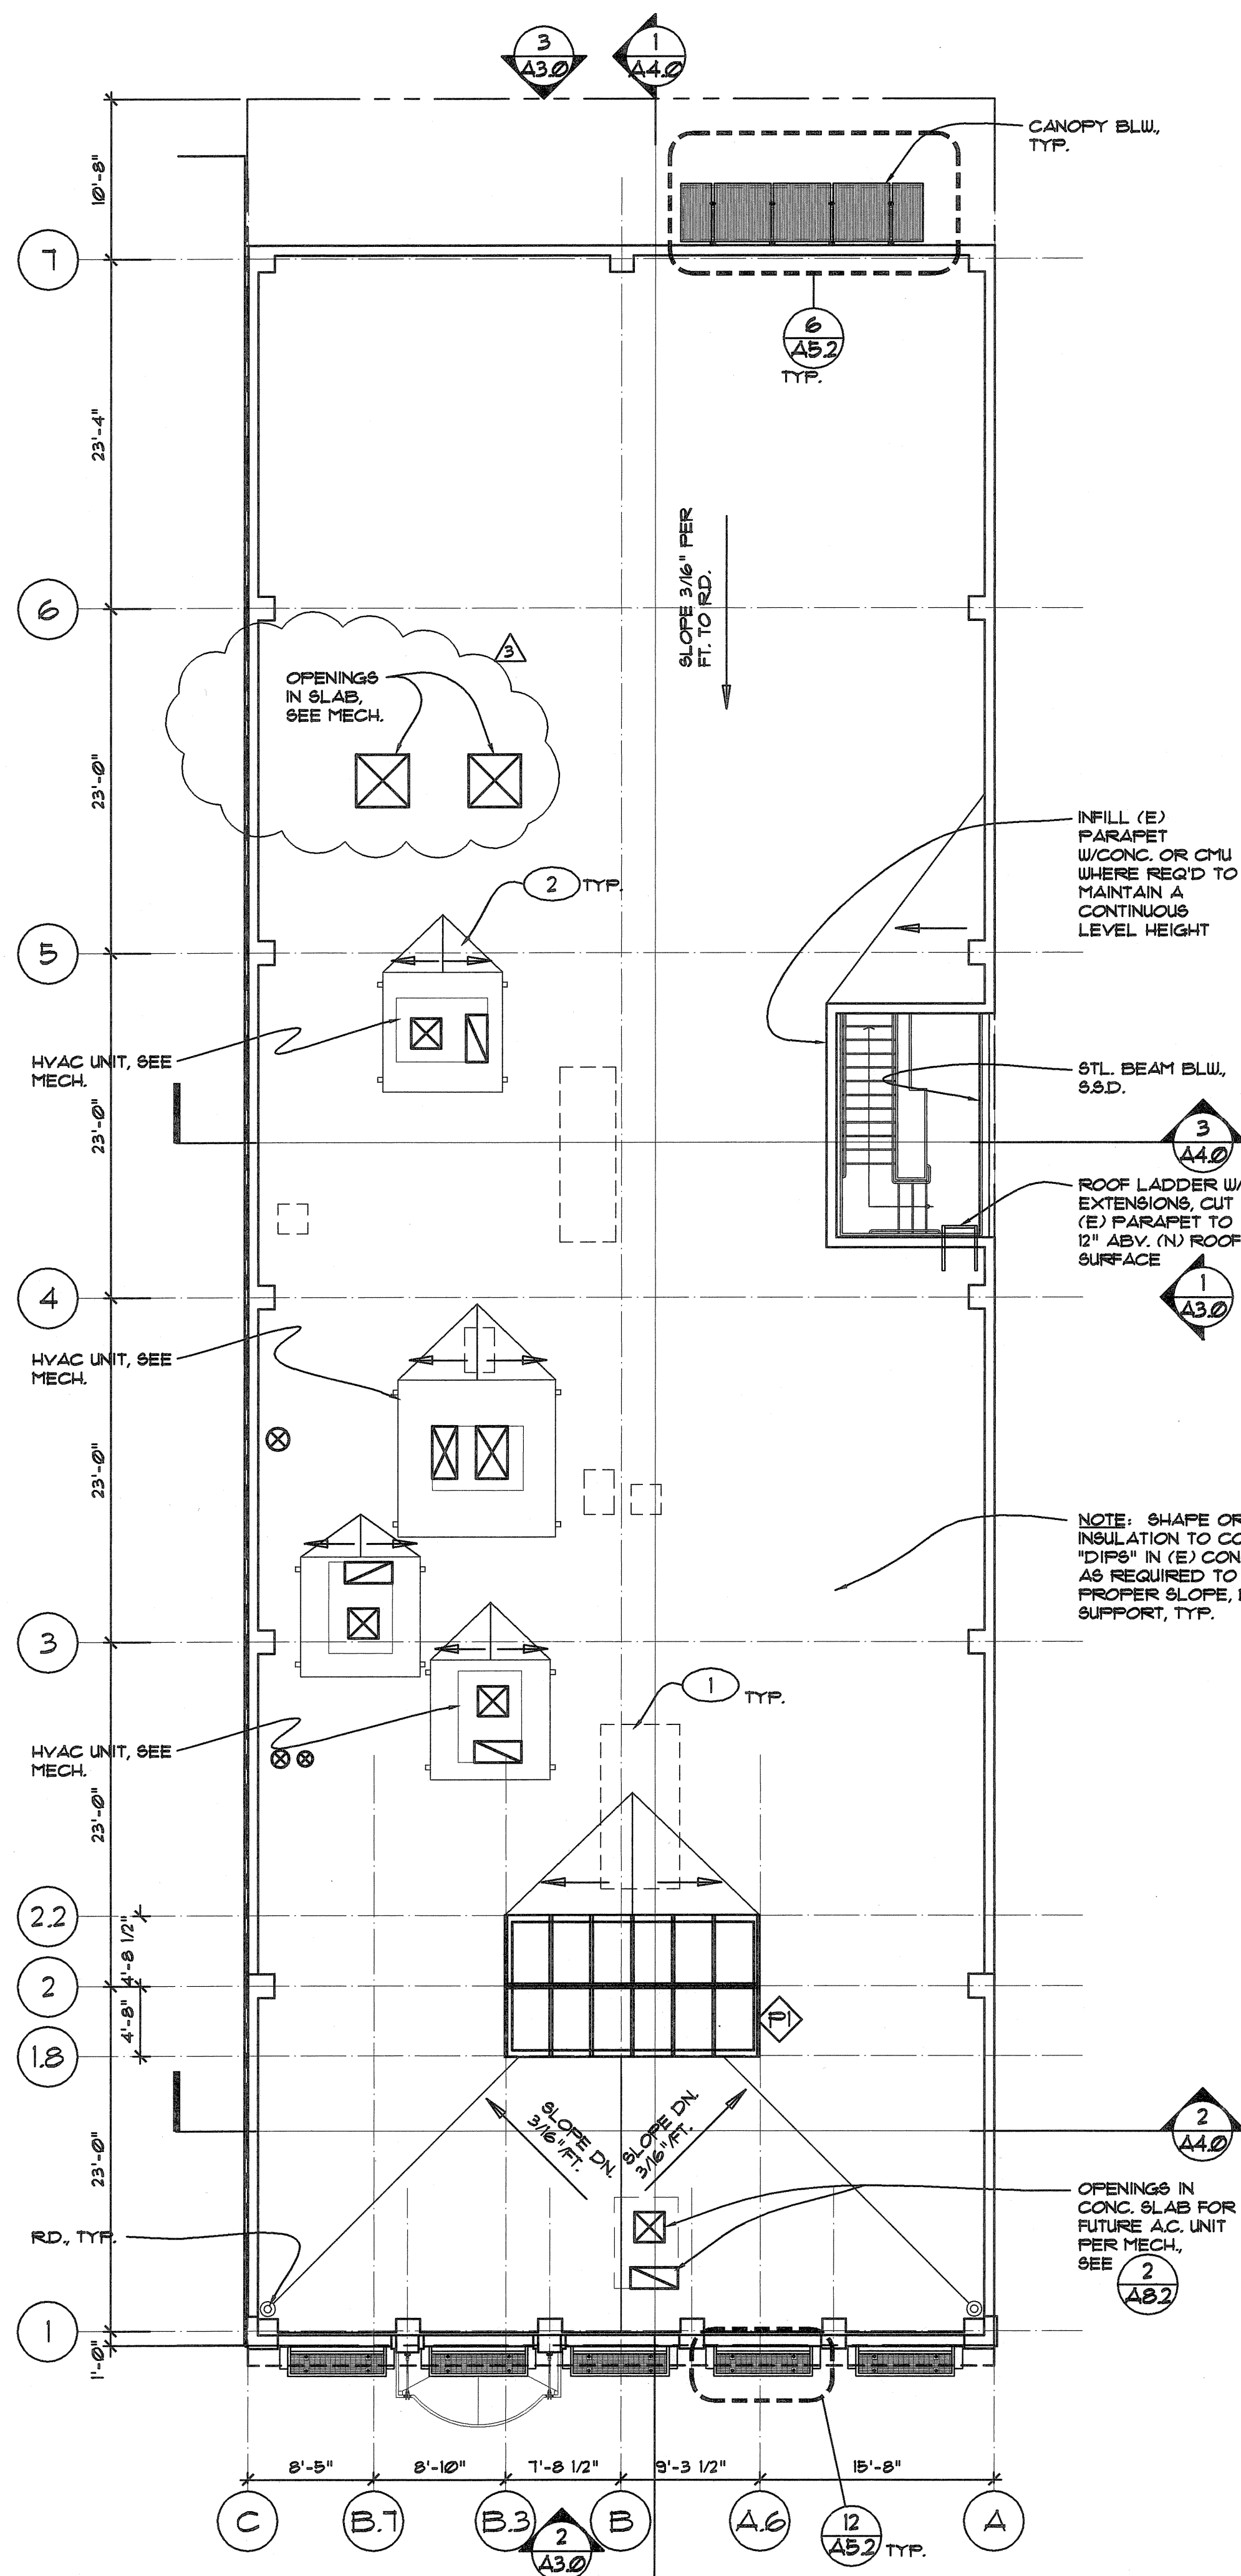 3
A3.0
1
A4.0
CANOPY BLW.,
TYP.
10'-8"
7
6
A5.2
TYP.
23'-4"
SLOPE 3/16" PER
FT. TO R.D.
6
3
OPENINGS
IN SLAB,
SEE MECH.
23'-0"
INFILL (E)
PARAPET
W/CONC. OR CMU
WHERE REQ'D TO
MAINTAIN A
CONTINUOUS
LEVEL HEIGHT
2 TYP.
5
HVAC UNIT, SEE
MECH.
STL. BEAM BLW.,
S.S.D.
23'-0"
3
A4.0
ROOF LADDER W/
EXTENSIONS, CUT
(E) PARAPET TO
12" ABV. (N) ROOF
SURFACE
4
1
A3.0
HVAC UNIT, SEE
MECH.
23'-0"
NOTE: SHAPE OR
INSULATION TO
"DIPS" IN (E)
AS REQUIRED TO
PROPER SLOPE,
SUPPORT, TYP.
3
1 TYP.
HVAC UNIT, SEE
MECH.
23'-0"
2.2
4'-8 1/2"
2
P1
4'-8"
1.8
SLOPE DN.
3/16"/FT.
SLOPE DN.
3/16"/FT.
23'-0"
2
A4.0
OPENINGS IN
CONC. SLAB FOR
FUTURE A.C. UNIT
PER MECH.,
SEE
2
A8.2
R.D., TYP.
1
1'-0"
8'-5" 8'-10" 7'-8 1/2" 9'-3 1/2" 15'-8"
C B.7 B.3 B A.6 A
2
A3.0
12
A5.2 TYP.